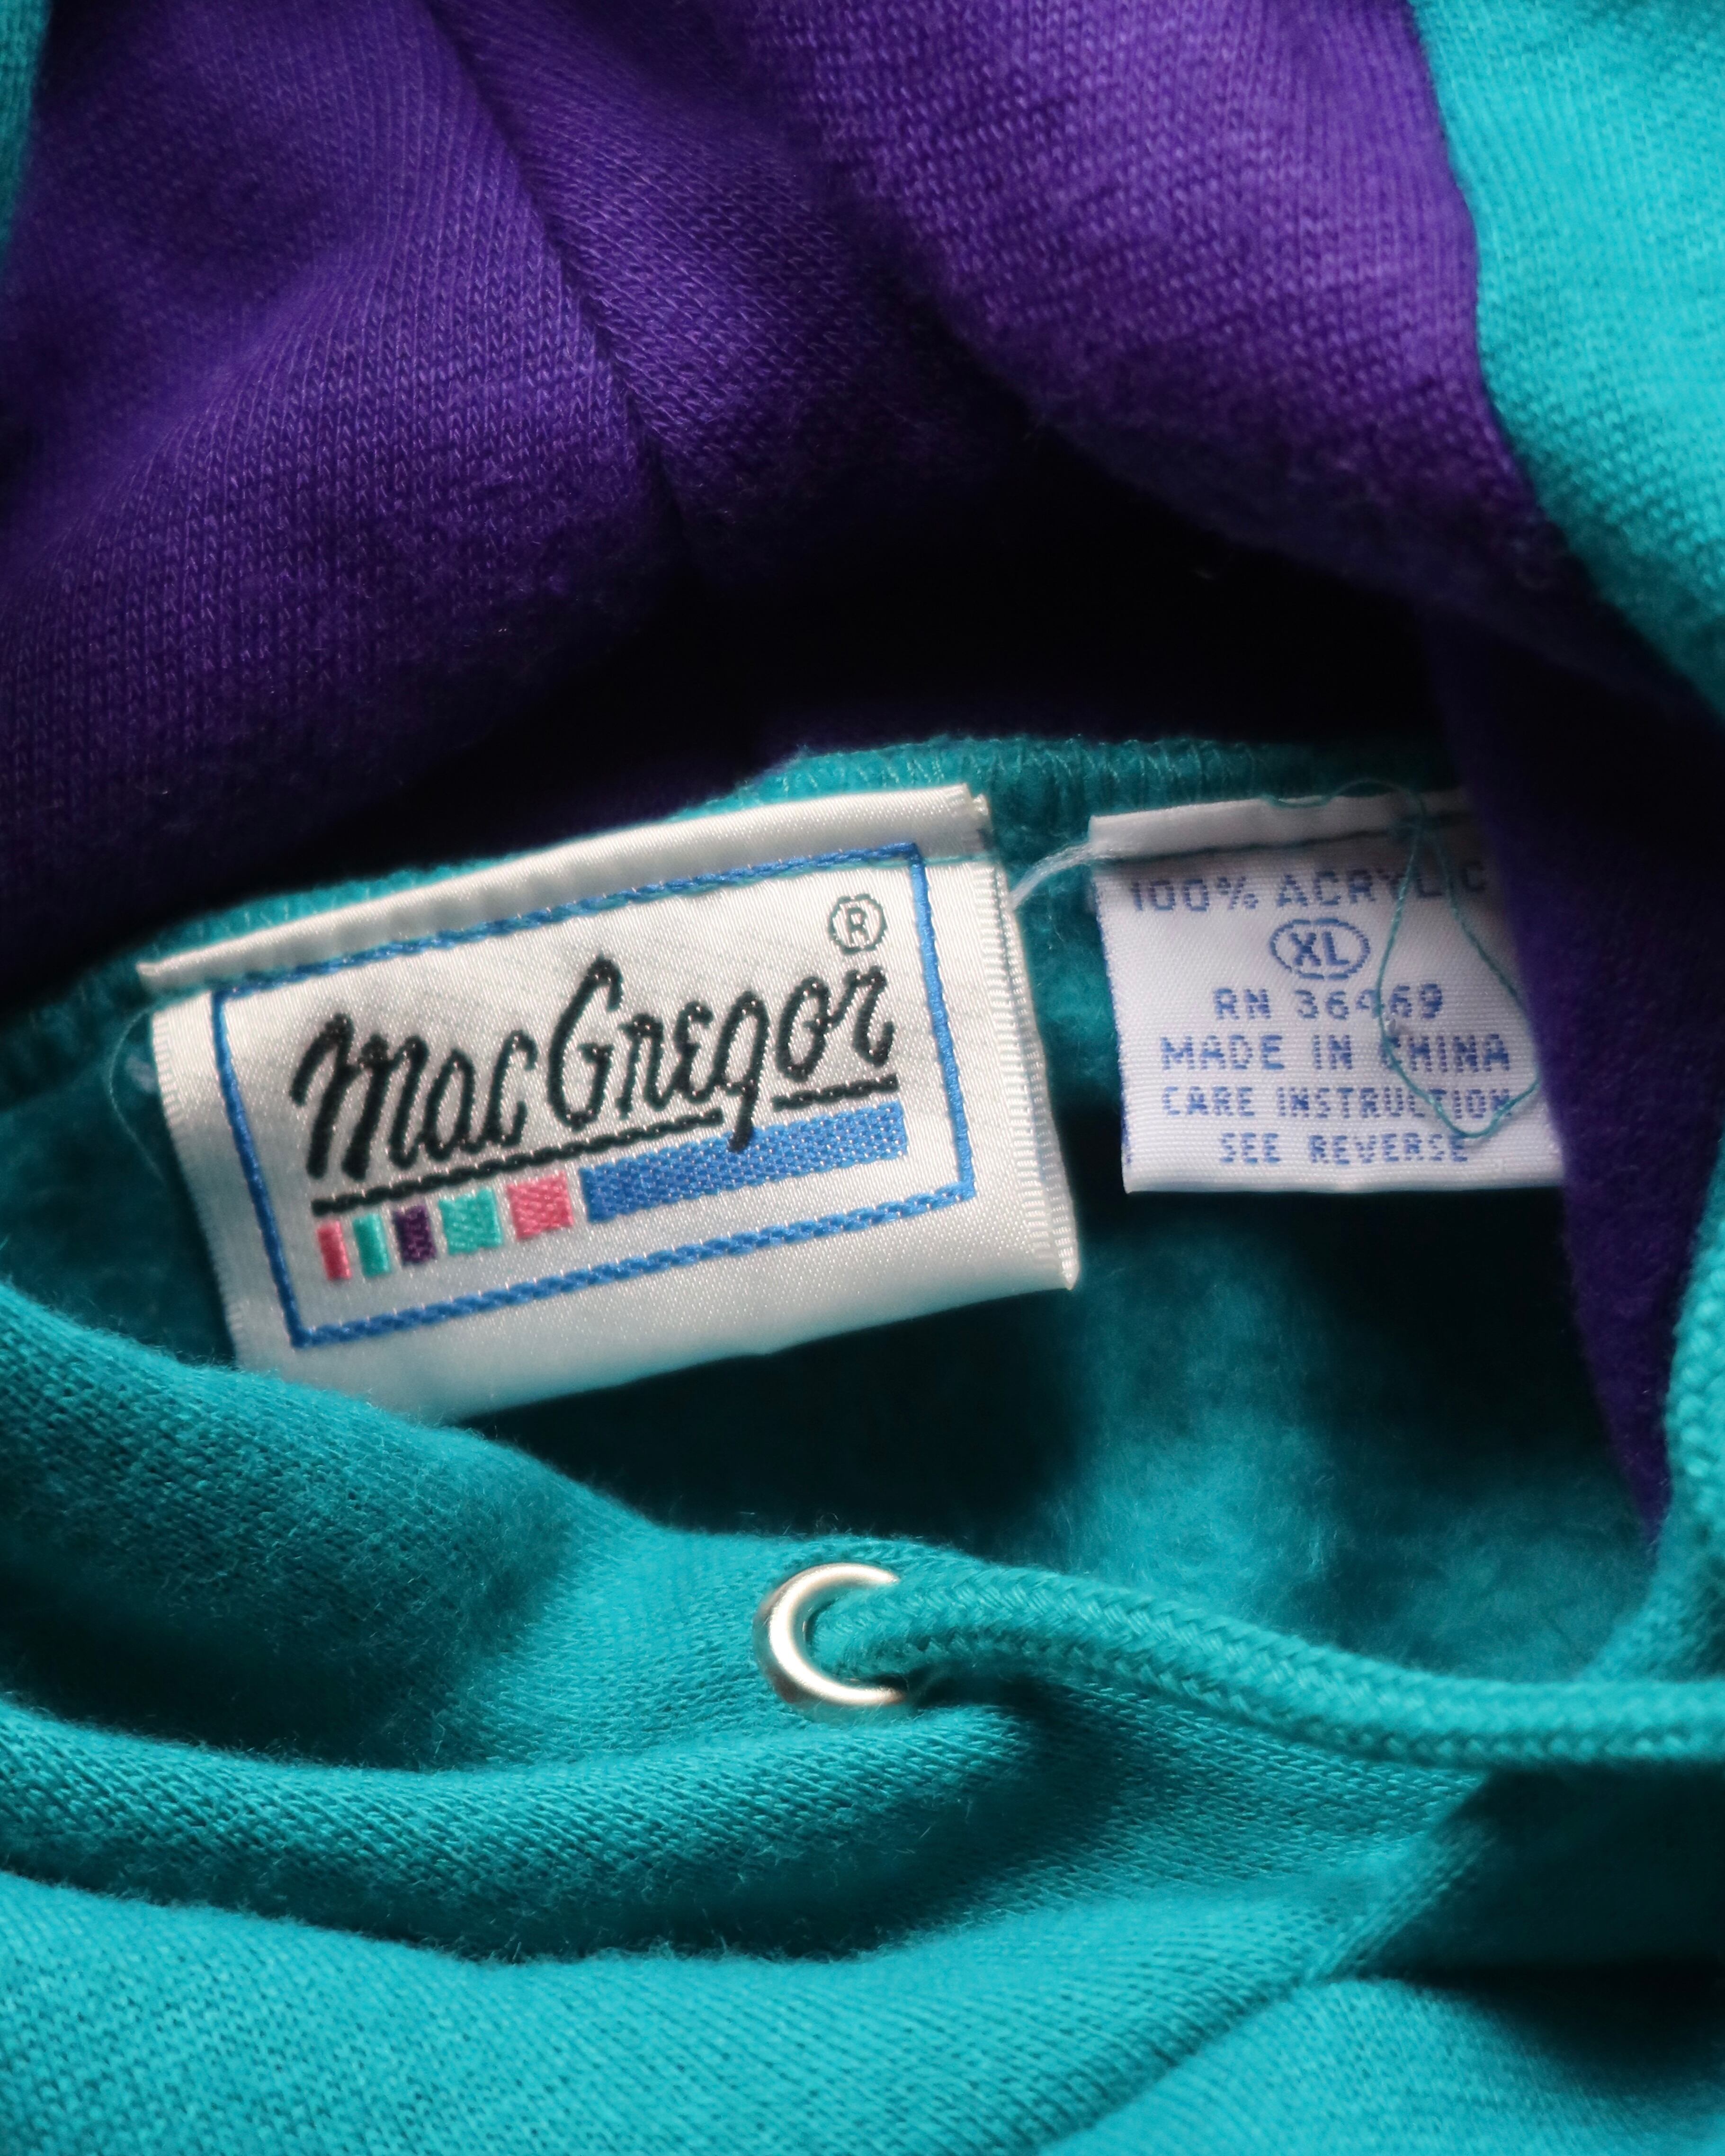 MacGregor ®
100% ACRYLIC
XL
RN 36469
MADE IN CHINA
CARE INSTRUCTION
SEE REVERSE